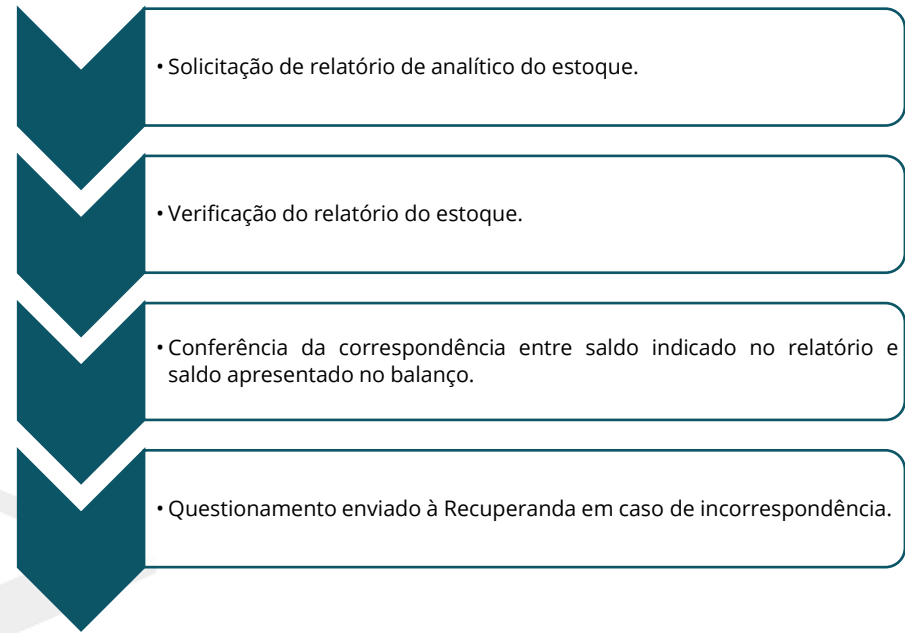 • Solicitação de relatório de analítico do estoque.
• Verificação do relatório do estoque.
• Conferência da correspondência entre saldo indicado no relatório e
saldo apresentado no balanço.
• Questionamento enviado à Recuperanda em caso de incorrespondência.